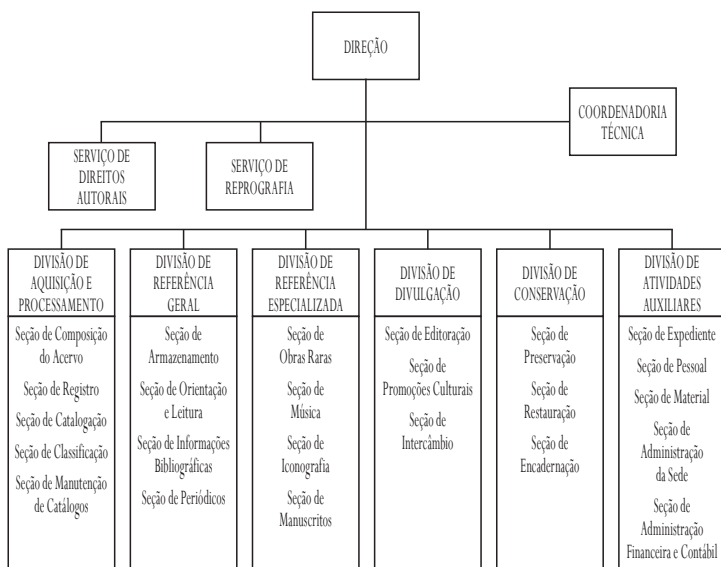 DIREÇÃO
COORDENADORIA
TÉCNICA
SERVIÇO DE
DIREITOS
AUTORAIS
SERVIÇO DE
REPROGRAFIA
DIVISÃO DE
AQUISIÇÃO E
PROCESSAMENTO
Seção de Composição
do Acervo
Seção de Registro
Seção de Catalogação
Seção de Classificação
Seção de Manutenção
de Catálogos
DIVISÃO DE
REFERÊNCIA
GERAL
Seção de
Armazenamento
Seção de Orientação
e Leitura
Seção de Informações
Bibliográficas
Seção de Periódicos
DIVISÃO DE
REFERÊNCIA
ESPECIALIZADA
Seção de
Obras Raras
Seção de
Música
Seção de
Iconografia
Seção de
Manuscritos
DIVISÃO DE
DIVULGAÇÃO
Seção de Editoração
Seção de
Promoções Culturais
Seção de
Intercâmbio
DIVISÃO DE
CONSERVAÇÃO
Seção de
Preservação
Seção de
Restauração
Seção de
Encadernação
DIVISÃO DE
ATIVIDADES
AUXILIARES
Seção de Expediente
Seção de Pessoal
Seção de Material
Seção de
Administração
da Sede
Seção de
Administração
Financeira e Contábil